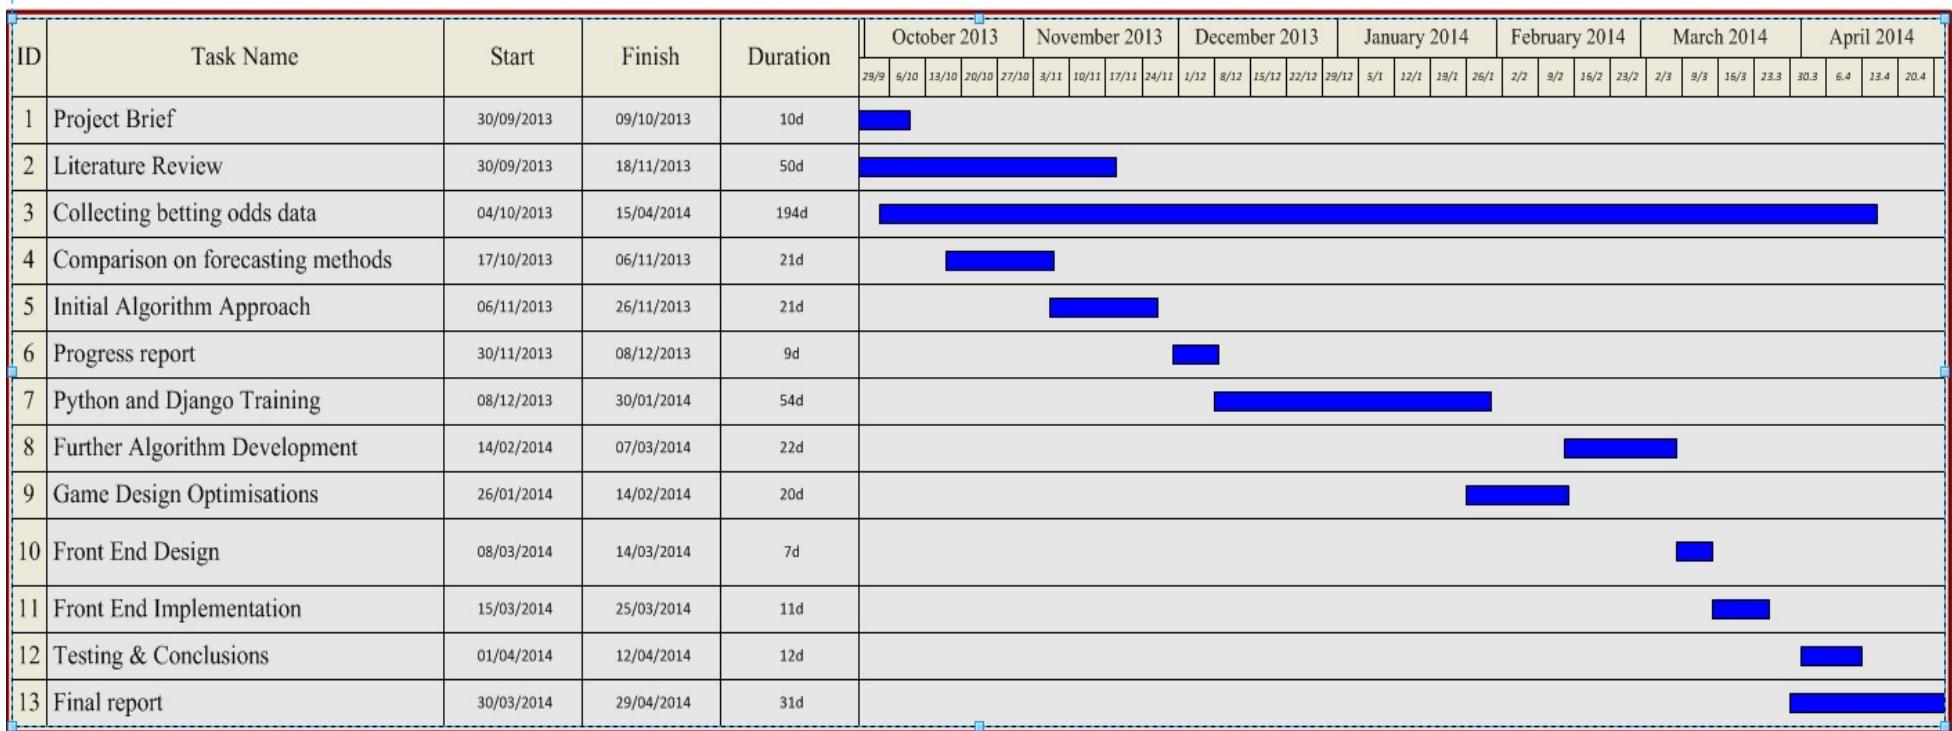 ID Task Name Start Finish Duration October 2013 November 2013 December 2013 January 2014 February 2014 March 2014 April 2014
29/9 6/10 13/10 20/10 27/10 3/11 10/11 17/11 24/11 1/12 8/12 15/12 22/12 29/12 5/1 12/1 19/1 26/1 2/2 9/2 16/2 23/2 2/3 9/3 16/3 23.3 30.3 6.4 13.4 20.4
1 Project Brief 30/09/2013 09/10/2013 10d
2 Literature Review 30/09/2013 18/11/2013 50d
3 Collecting betting odds data 04/10/2013 15/04/2014 194d
4 Comparison on forecasting methods 17/10/2013 06/11/2013 21d
5 Initial Algorithm Approach 06/11/2013 26/11/2013 21d
6 Progress report 30/11/2013 08/12/2013 9d
7 Python and Django Training 08/12/2013 30/01/2014 54d
8 Further Algorithm Development 14/02/2014 07/03/2014 22d
9 Game Design Optimisations 26/01/2014 14/02/2014 20d
10 Front End Design 08/03/2014 14/03/2014 7d
11 Front End Implementation 15/03/2014 25/03/2014 11d
12 Testing & Conclusions 01/04/2014 12/04/2014 12d
13 Final report 30/03/2014 29/04/2014 31d